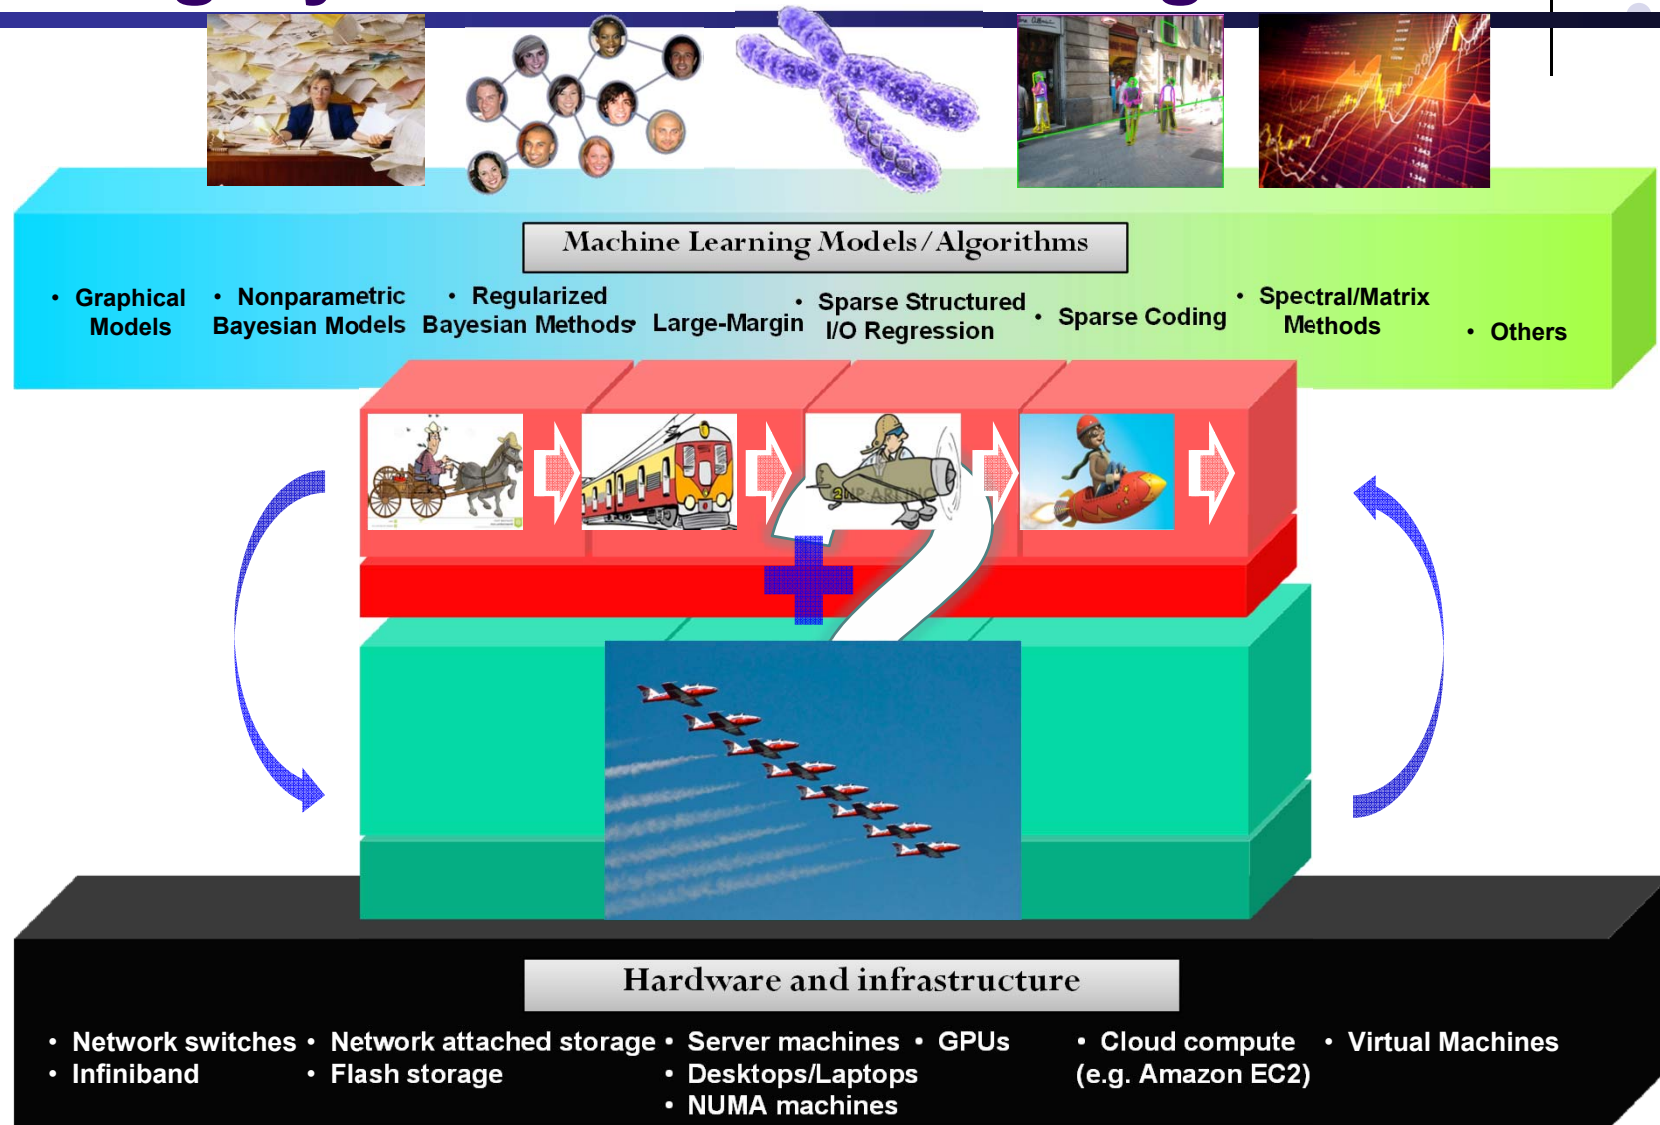 Machine Learning Models/Algorithms
• Graphical
Models
• Nonparametric
Bayesian Models
• Regularized
Bayesian Methods
• Large-Margin
• Sparse Structured
I/O Regression
• Sparse Coding
• Spectral/Matrix
Methods
• Others
Hardware and infrastructure
• Network switches
• Infiniband
• Network attached storage
• Flash storage
• Server machines
• Desktops/Laptops
• NUMA machines
• GPUs
• Cloud compute
(e.g. Amazon EC2)
• Virtual Machines